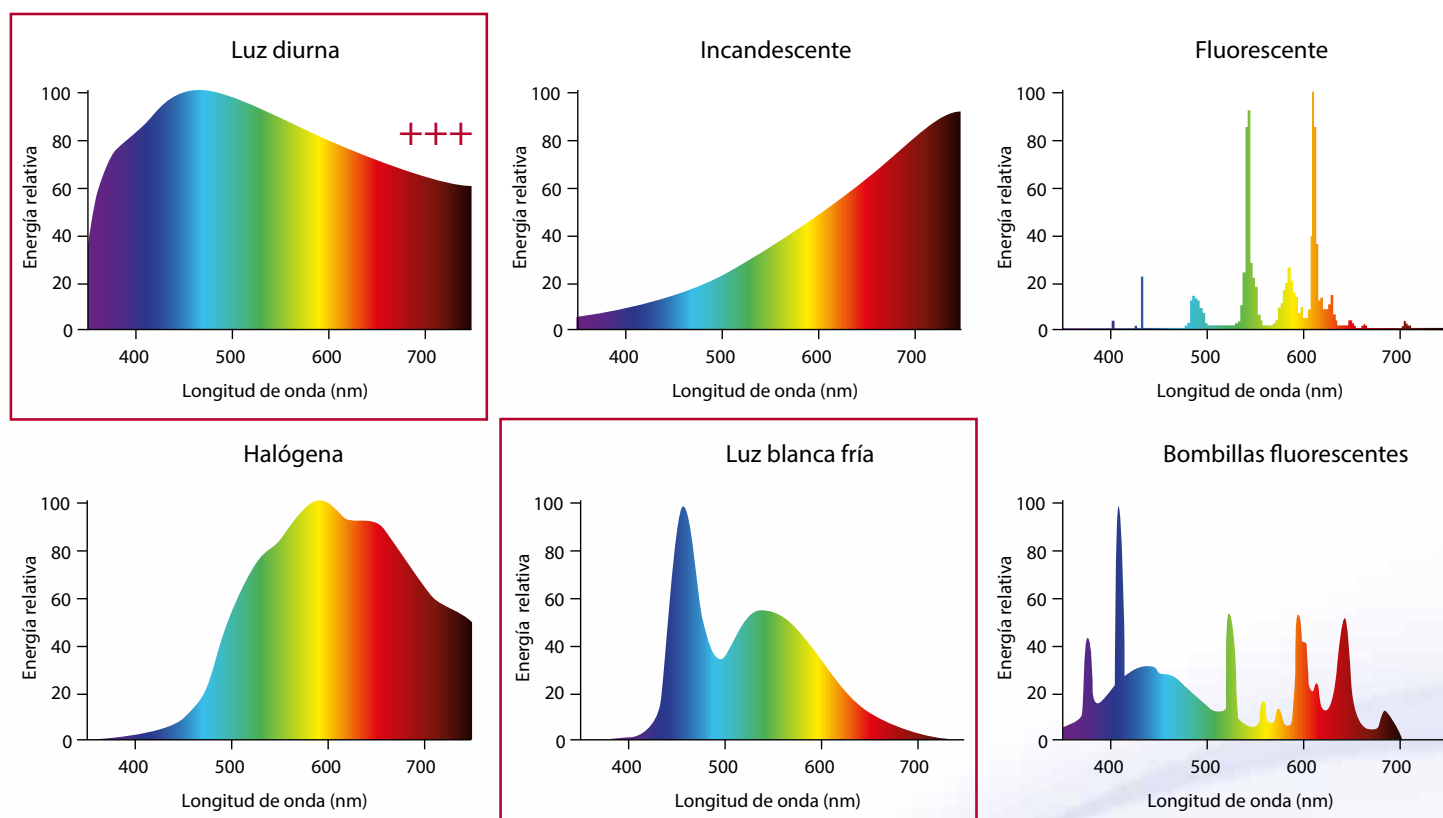 Luz diurna
100
80
60
40
20
0
Energía relativa
+++
400 500 600 700
Longitud de onda (nm)
Incandescente
100
80
60
40
20
0
Energía relativa
400 500 600 700
Longitud de onda (nm)
Fluorescente
100
80
60
40
20
0
Energía relativa
400 500 600 700
Longitud de onda (nm)
Halógena
100
80
60
40
20
0
Energía relativa
400 500 600 700
Longitud de onda (nm)
Luz blanca fría
100
80
60
40
20
0
Energía relativa
400 500 600 700
Longitud de onda (nm)
Bombillas fluorescentes
100
80
60
40
20
0
Energía relativa
400 500 600 700
Longitud de onda (nm)